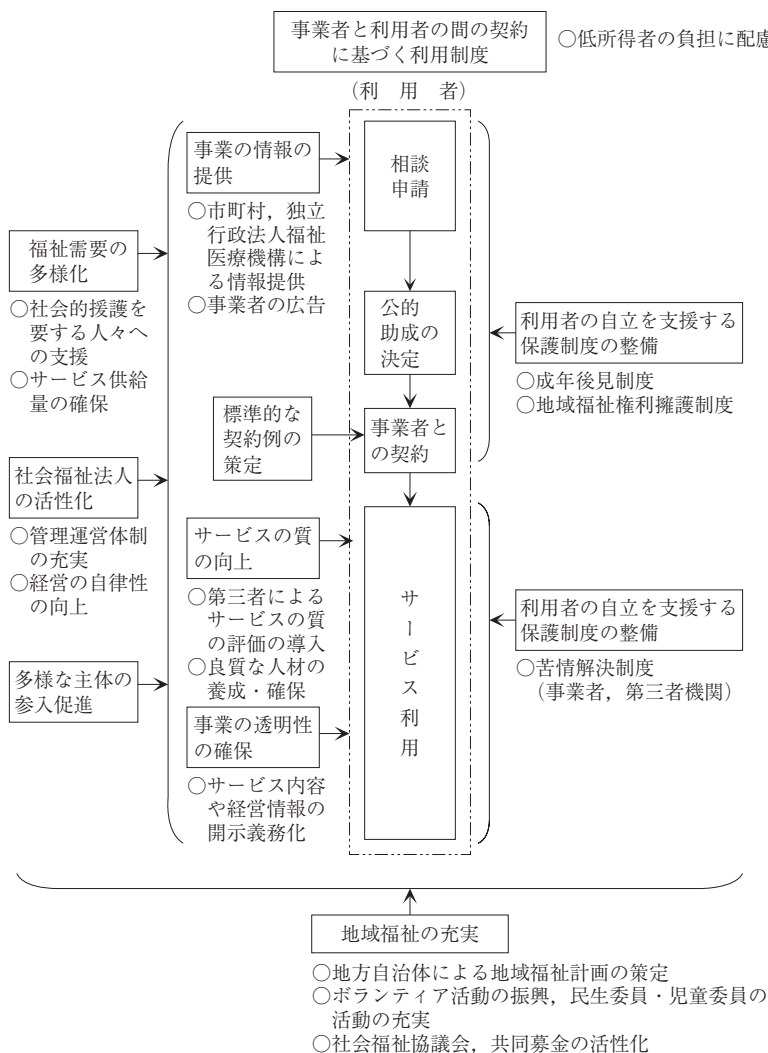 事業者と利用者の間の契約
に基づく利用制度
○低所得者の負担に配慮
(利 用 者)
事業の情報の
提供
○市町村，独立
行政法人福祉
医療機構によ
る情報提供
○事業者の広告
標準的な
契約例の
策定
サービスの質
の向上
○第三者による
サービスの質
の評価の導入
○良質な人材の
養成・確保
事業の透明性
の確保
○サービス内容
や経営情報の
開示義務化
福祉需要の
多様化
○社会的援護を
要する人々へ
の支援
○サービス供給
量の確保
社会福祉法人
の活性化
○管理運営体制
の充実
○経営の自律性
の向上
多様な主体の
参入促進
相談
申請
公的
助成の
決定
事業者と
の契約
サービス利用
利用者の自立を支援する
保護制度の整備
○成年後見制度
○地域福祉権利擁護制度
利用者の自立を支援する
保護制度の整備
○苦情解決制度
（事業者，第三者機関）
地域福祉の充実
○地方自治体による地域福祉計画の策定
○ボランティア活動の振興，民生委員・児童委員の
活動の充実
○社会福祉協議会，共同募金の活性化